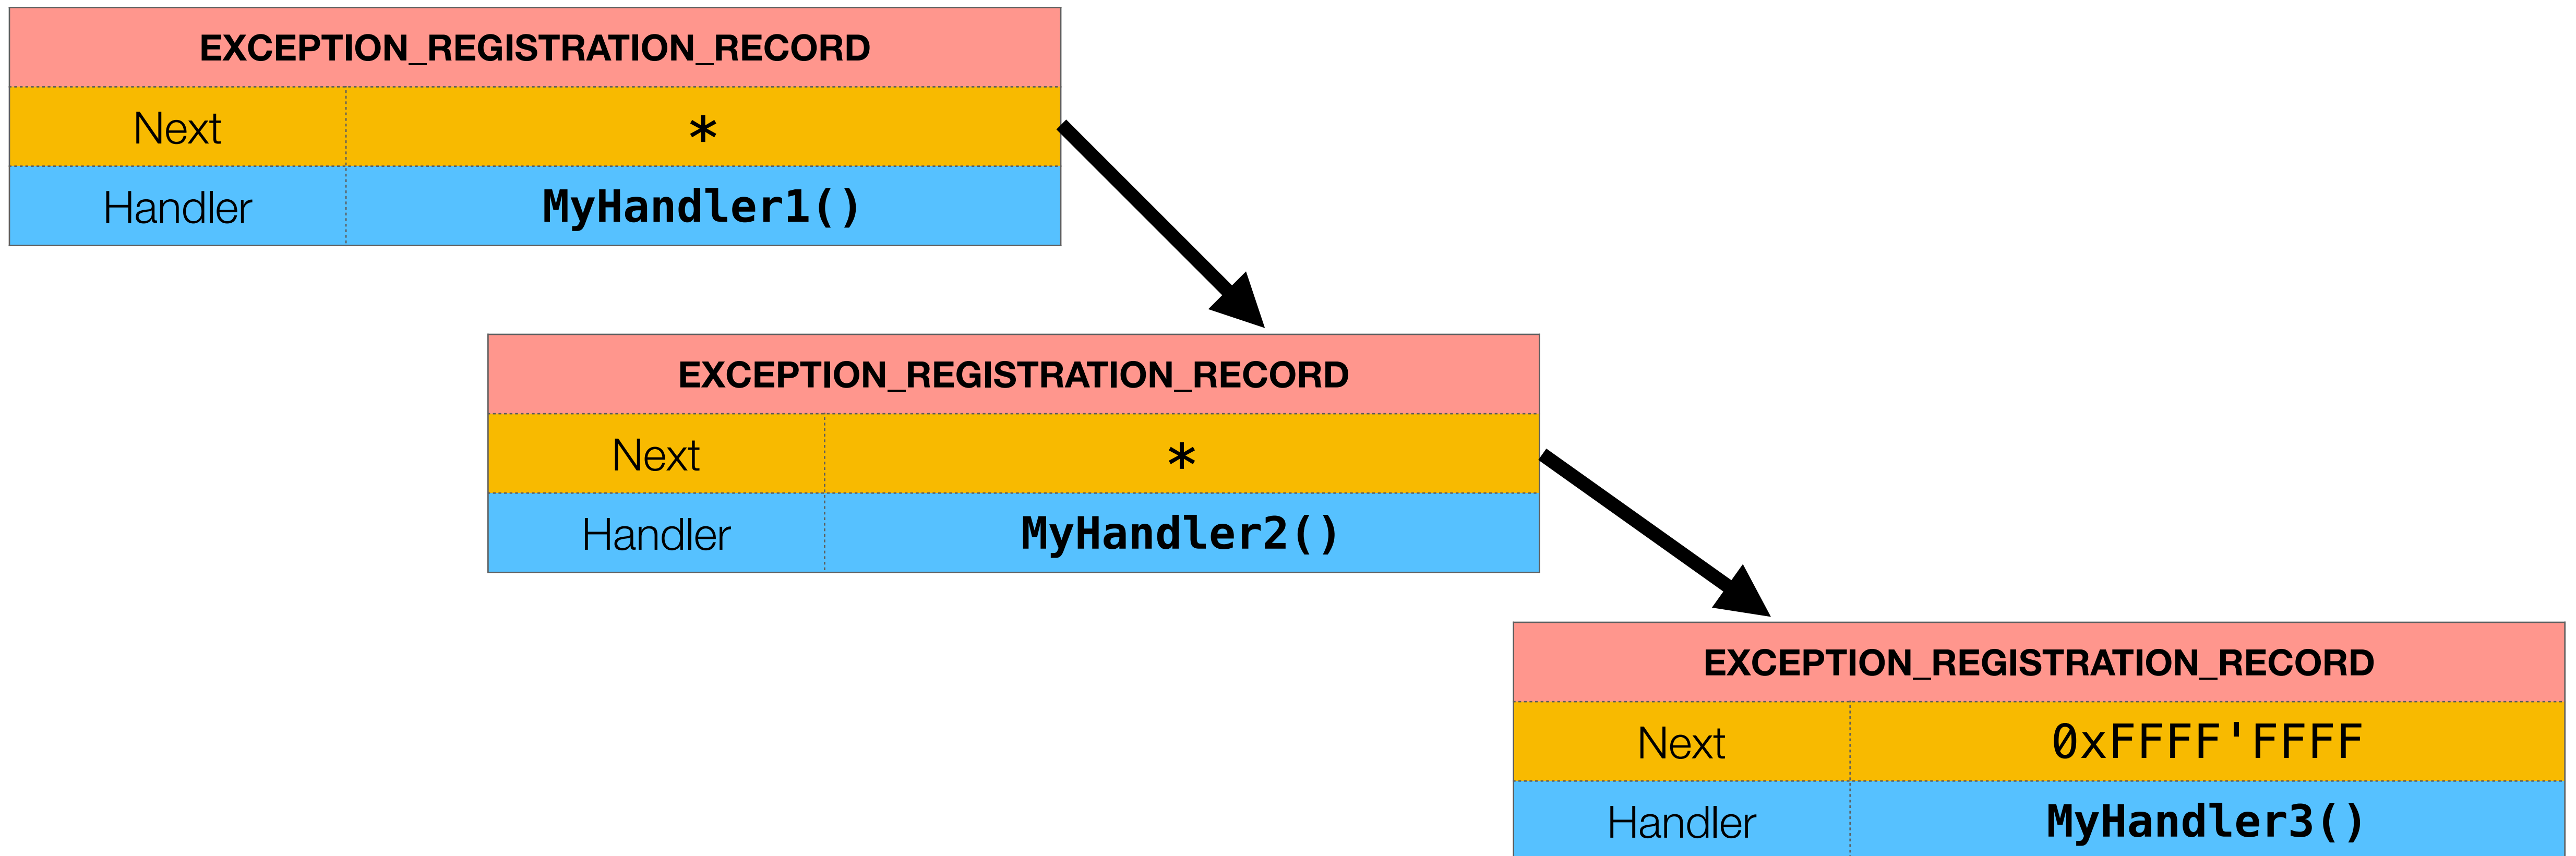 EXCEPTION_REGISTRATION_RECORD
Next *
Handler MyHandler1()
EXCEPTION_REGISTRATION_RECORD
Next *
Handler MyHandler2()
EXCEPTION_REGISTRATION_RECORD
Next 0xFFFF'FFFF
Handler MyHandler3()